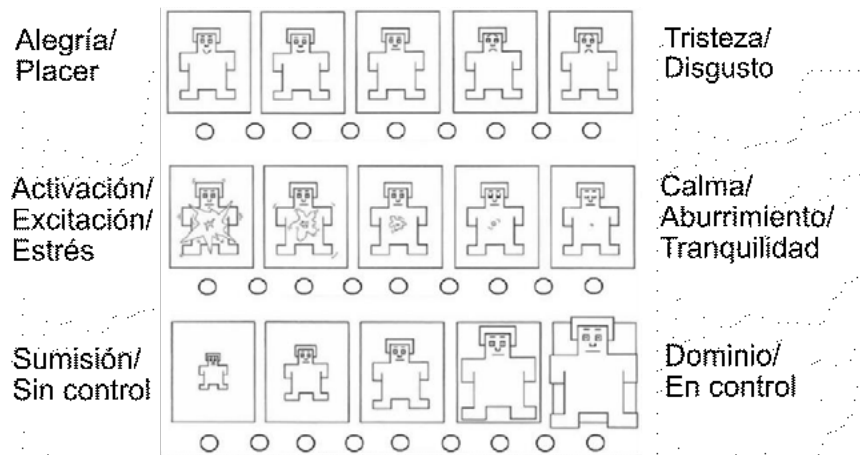 Alegría/
Placer
Tristeza/
Disgusto
Activación/
Excitación/
Estrés
Calma/
Aburrimiento/
Tranquilidad
Sumisión/
Sin control
Dominio/
En control